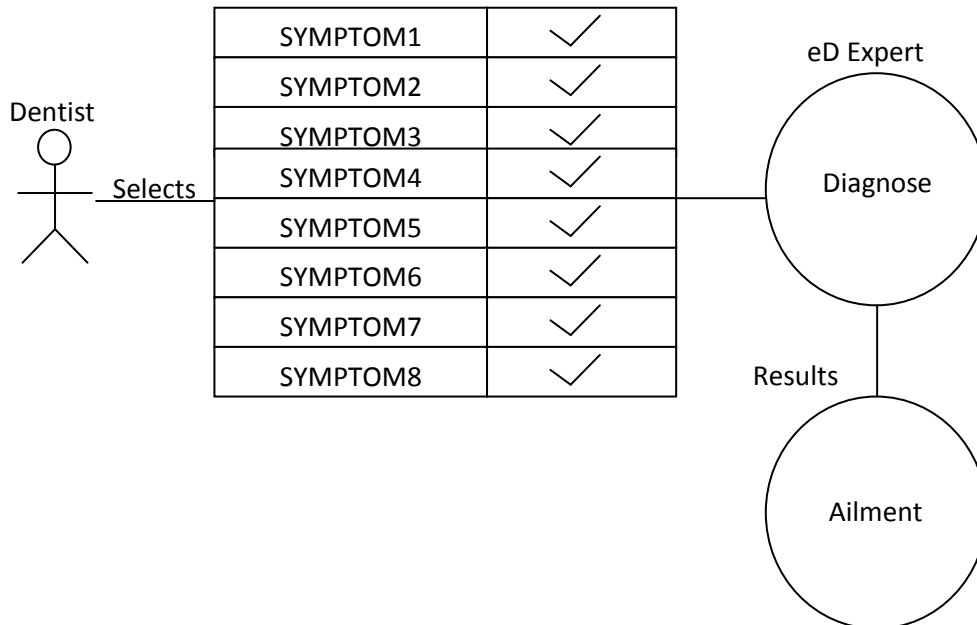 SYMPTOM1
eD Expert
SYMPTOM2
Dentist
SYMPTOM3
Selects
SYMPTOM4
Diagnose
SYMPTOM5
SYMPTOM6
SYMPTOM7
SYMPTOM8
Results
Ailment